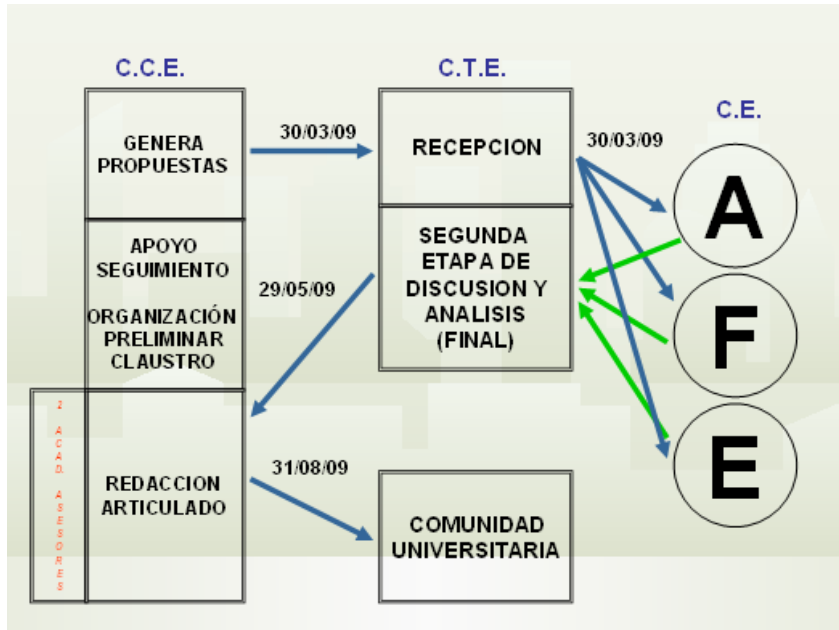 C.C.E.
C.T.E.
C.E.
GENERA
PROPUESTAS
30/03/09
RECEPCION
30/03/09
A
F
E
APOYO
SEGUIMIENTO
ORGANIZACIÓN
PRELIMINAR
CLAUSTRO
29/05/09
SEGUNDA
ETAPA DE
DISCUSION Y
ANALISIS
(FINAL)
2 ACAD. ASESORES
REDACCION
ARTICULADO
31/08/09
COMUNIDAD
UNIVERSITARIA